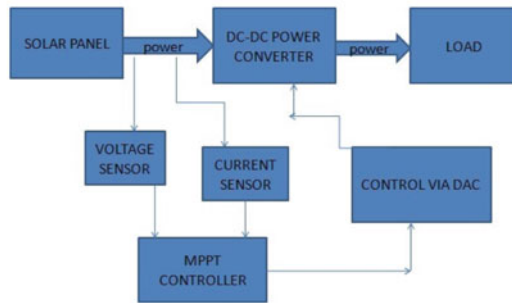 SOLAR PANEL
power
DC-DC POWER
CONVERTER
power
LOAD
VOLTAGE
SENSOR
CURRENT
SENSOR
CONTROL VIA DAC
MPPT
CONTROLLER